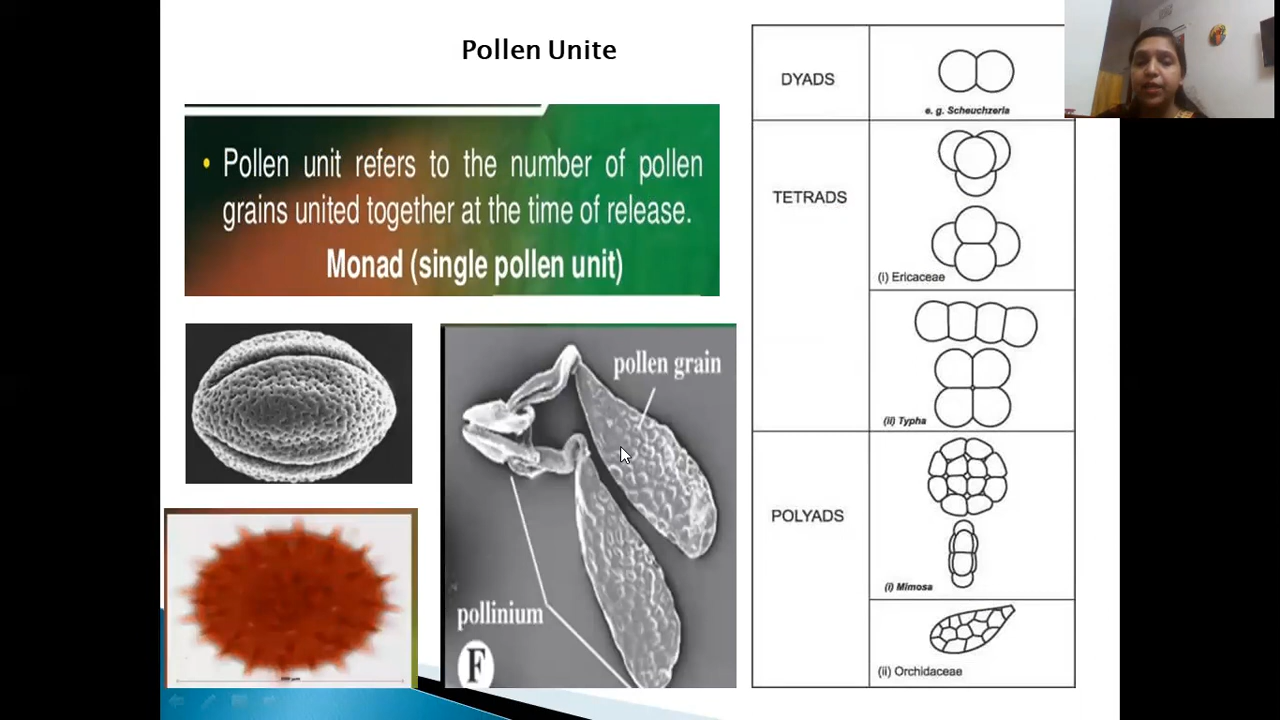 Pollen Unite
• Pollen unit refers to the number of pollen
grains united together at the time of release.
Monad (single pollen unit)
pollen grain
pollinium
F
DYADS
e. g. Scheuchzeria
TETRADS
(i) Ericaceae
(ii) Typha
POLYADS
(i) Mimosa
(ii) Orchidaceae